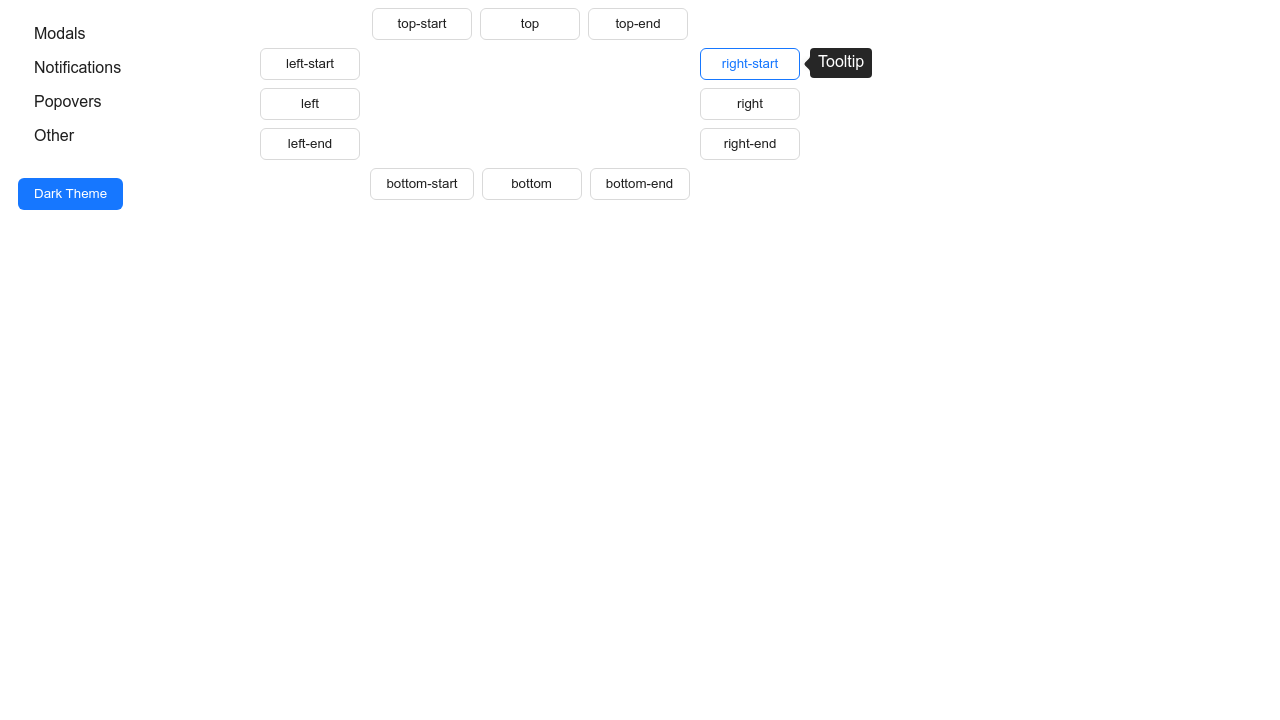 Modals
Notifications
Popovers
Other
Dark Theme
top-start
top
top-end
left-start
right-start
Tooltip
left
right
left-end
right-end
bottom-start
bottom
bottom-end